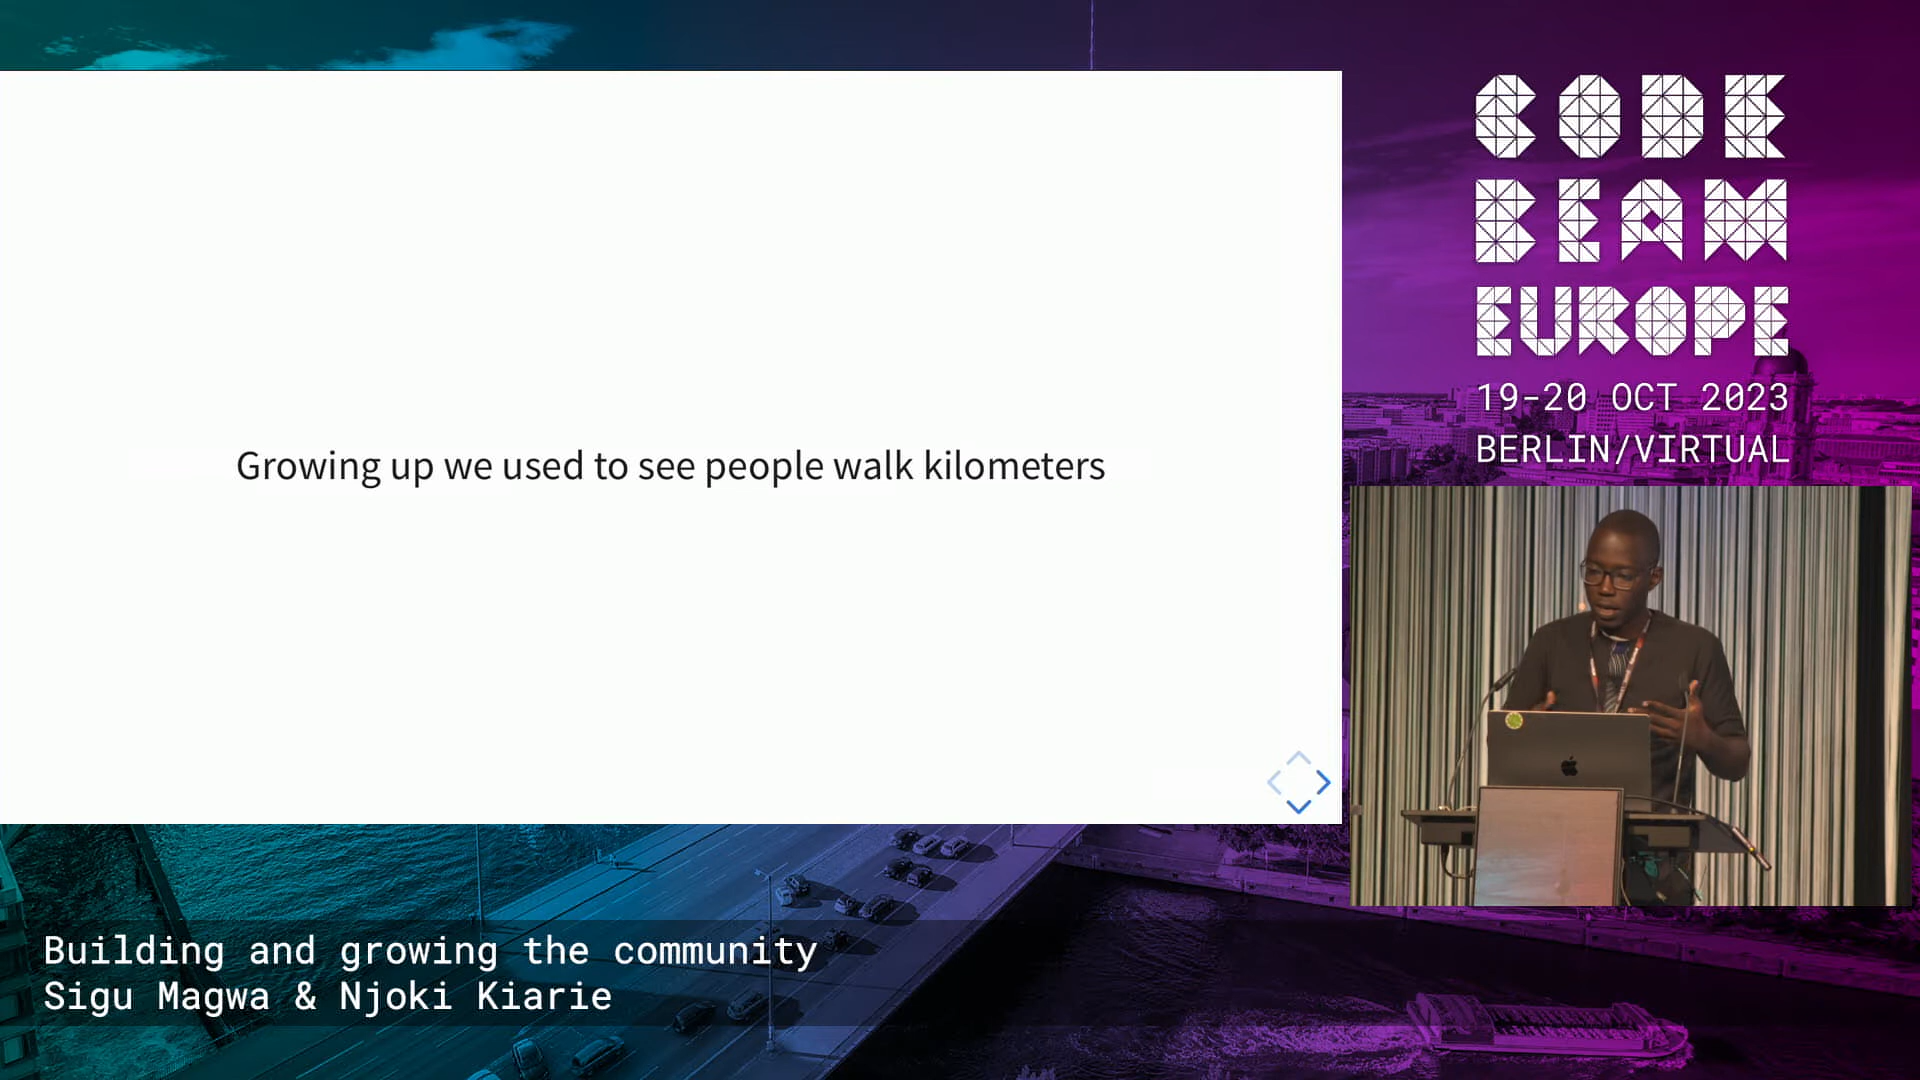 Growing up we used to see people walk kilometers
CODE
BEAM
EUROPE
19-20 OCT 2023
BERLIN/VIRTUAL
Building and growing the community
Sigu Magwa & Njoki Kiarie